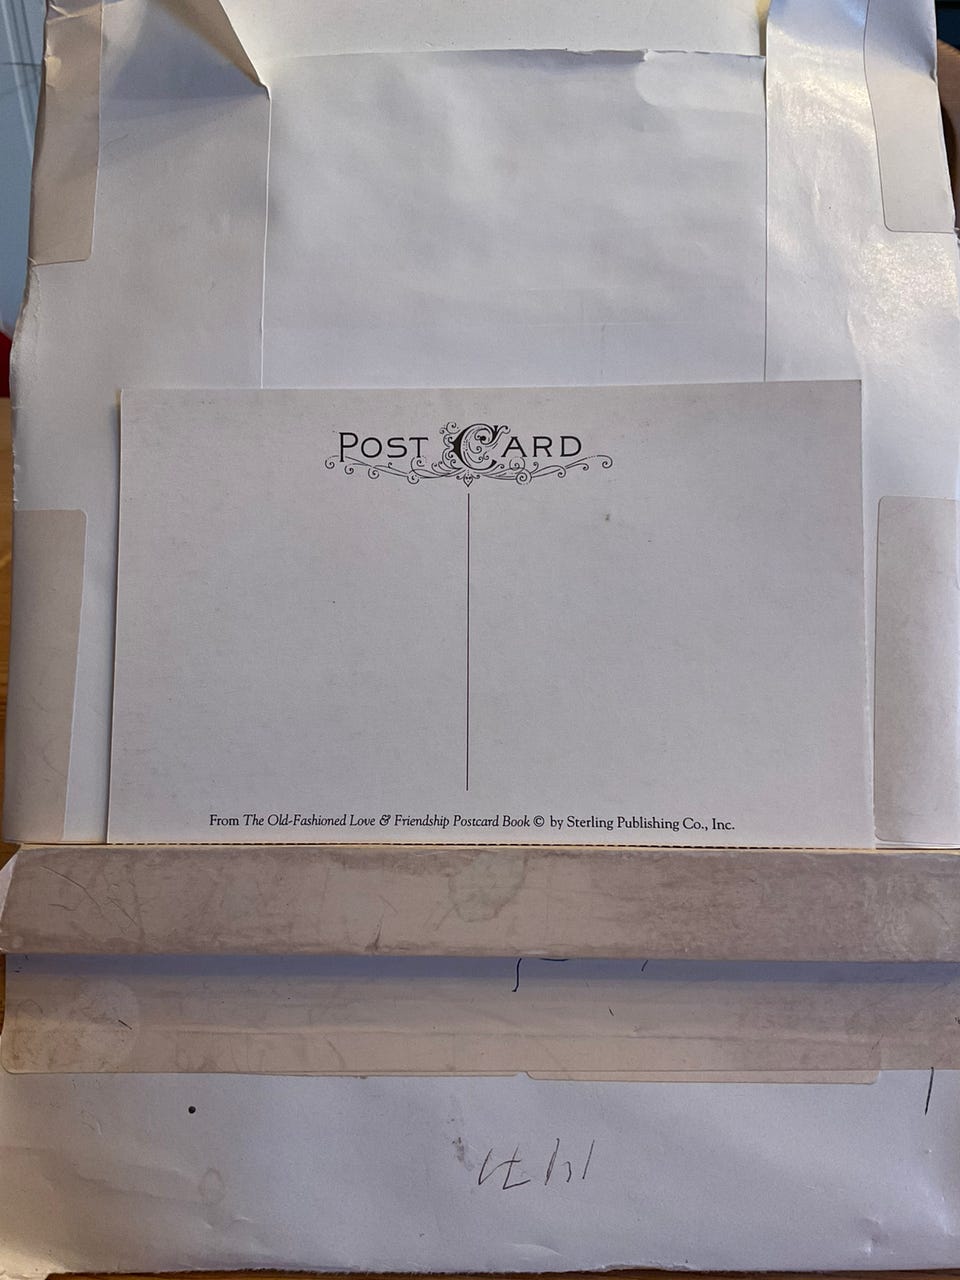 POST CARD
From The Old-Fashioned Love & Friendship Postcard Book © by Sterling Publishing Co., Inc.